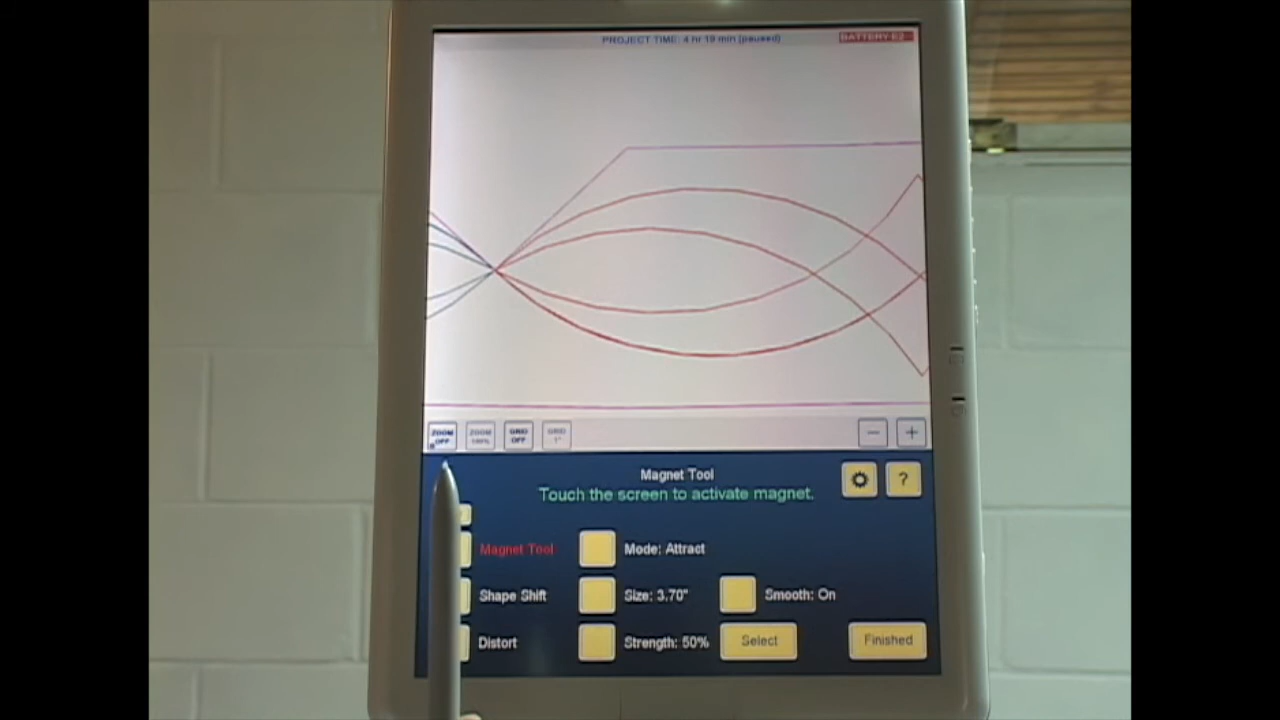 PROJECT TIME: 4 hr 19 min (paused)
BATTERY E2
ZOOM OFF
ZOOM 100%
GRID OFF
GRID 1"
− +
Magnet Tool
Touch the screen to activate magnet.
?
Magnet Tool
Mode: Attract
Shape Shift
Size: 3.70"
Smooth: On
Distort
Strength: 50%
Select
Finished